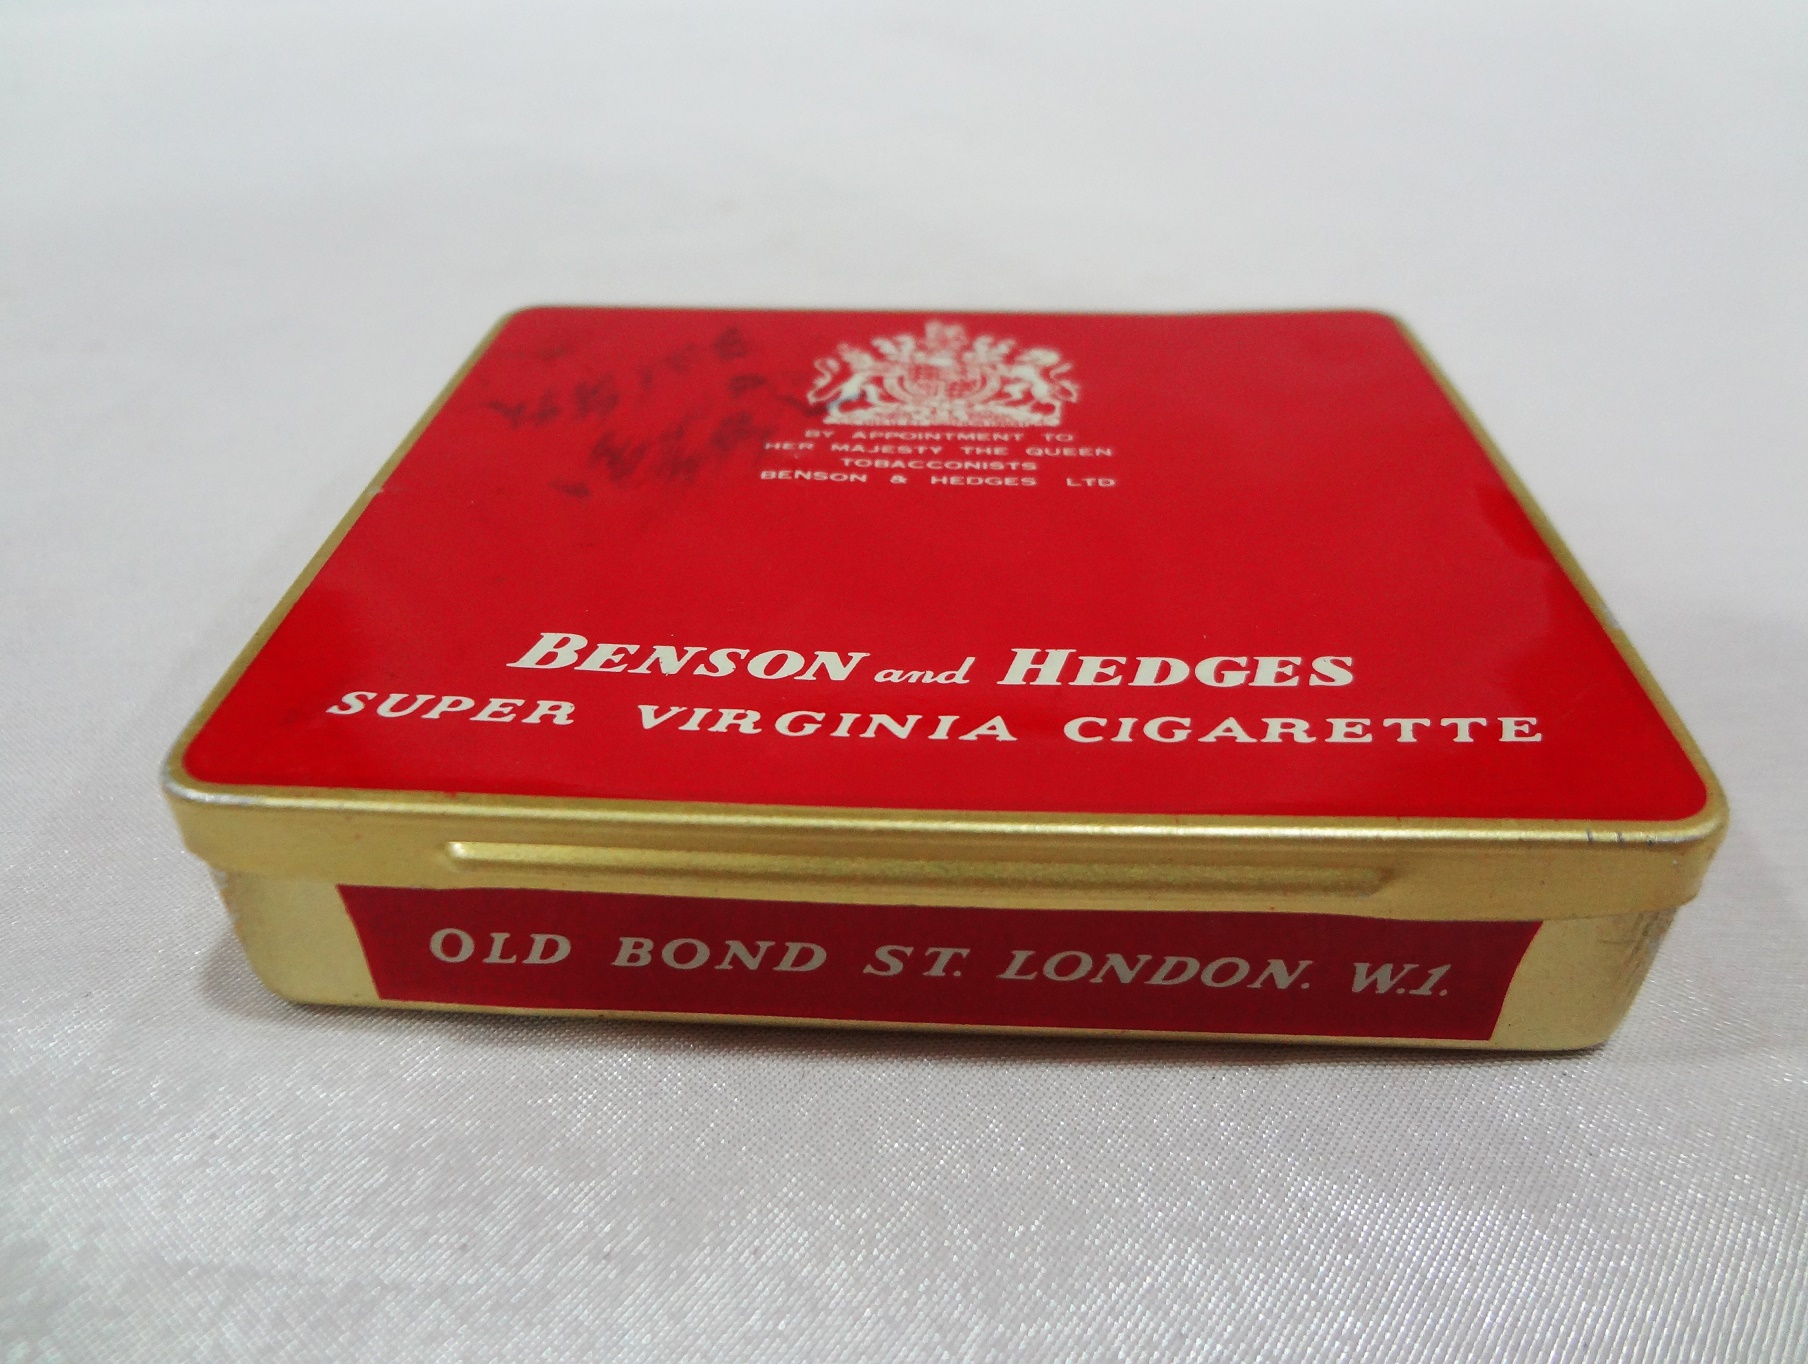 BY APPOINTMENT TO
HER MAJESTY THE QUEEN
TOBACCONISTS
BENSON & HEDGES LTD
BENSON and HEDGES
SUPER VIRGINIA CIGARETTE
OLD BOND ST. LONDON. W.1.